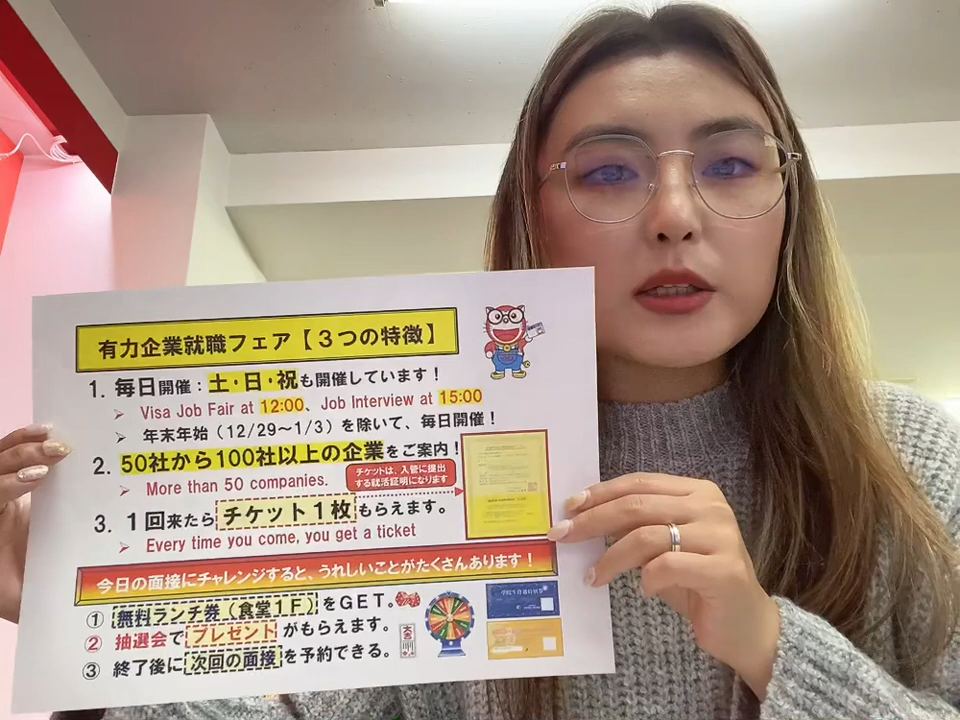 有力企業就職フェア【３つの特徴】
1. 毎日開催：土・日・祝も開催しています！
➢ Visa Job Fair at 12:00、Job Interview at 15:00
➢ 年末年始（12/29～1/3）を除いて、毎日開催！
2. 50社から100社以上の企業をご案内！
➢ More than 50 companies.
チケットは、入管に提出
する就活証明になります
3. １回来たらチケット１枚もらえます。
➢ Every time you come, you get a ticket
今日の面接にチャレンジすると、うれしいことがたくさんあります！
① 無料ランチ券（食堂１Ｆ）をＧＥＴ。
② 抽選会でプレゼントがもらえます。
③ 終了後に次回の面接を予約できる。